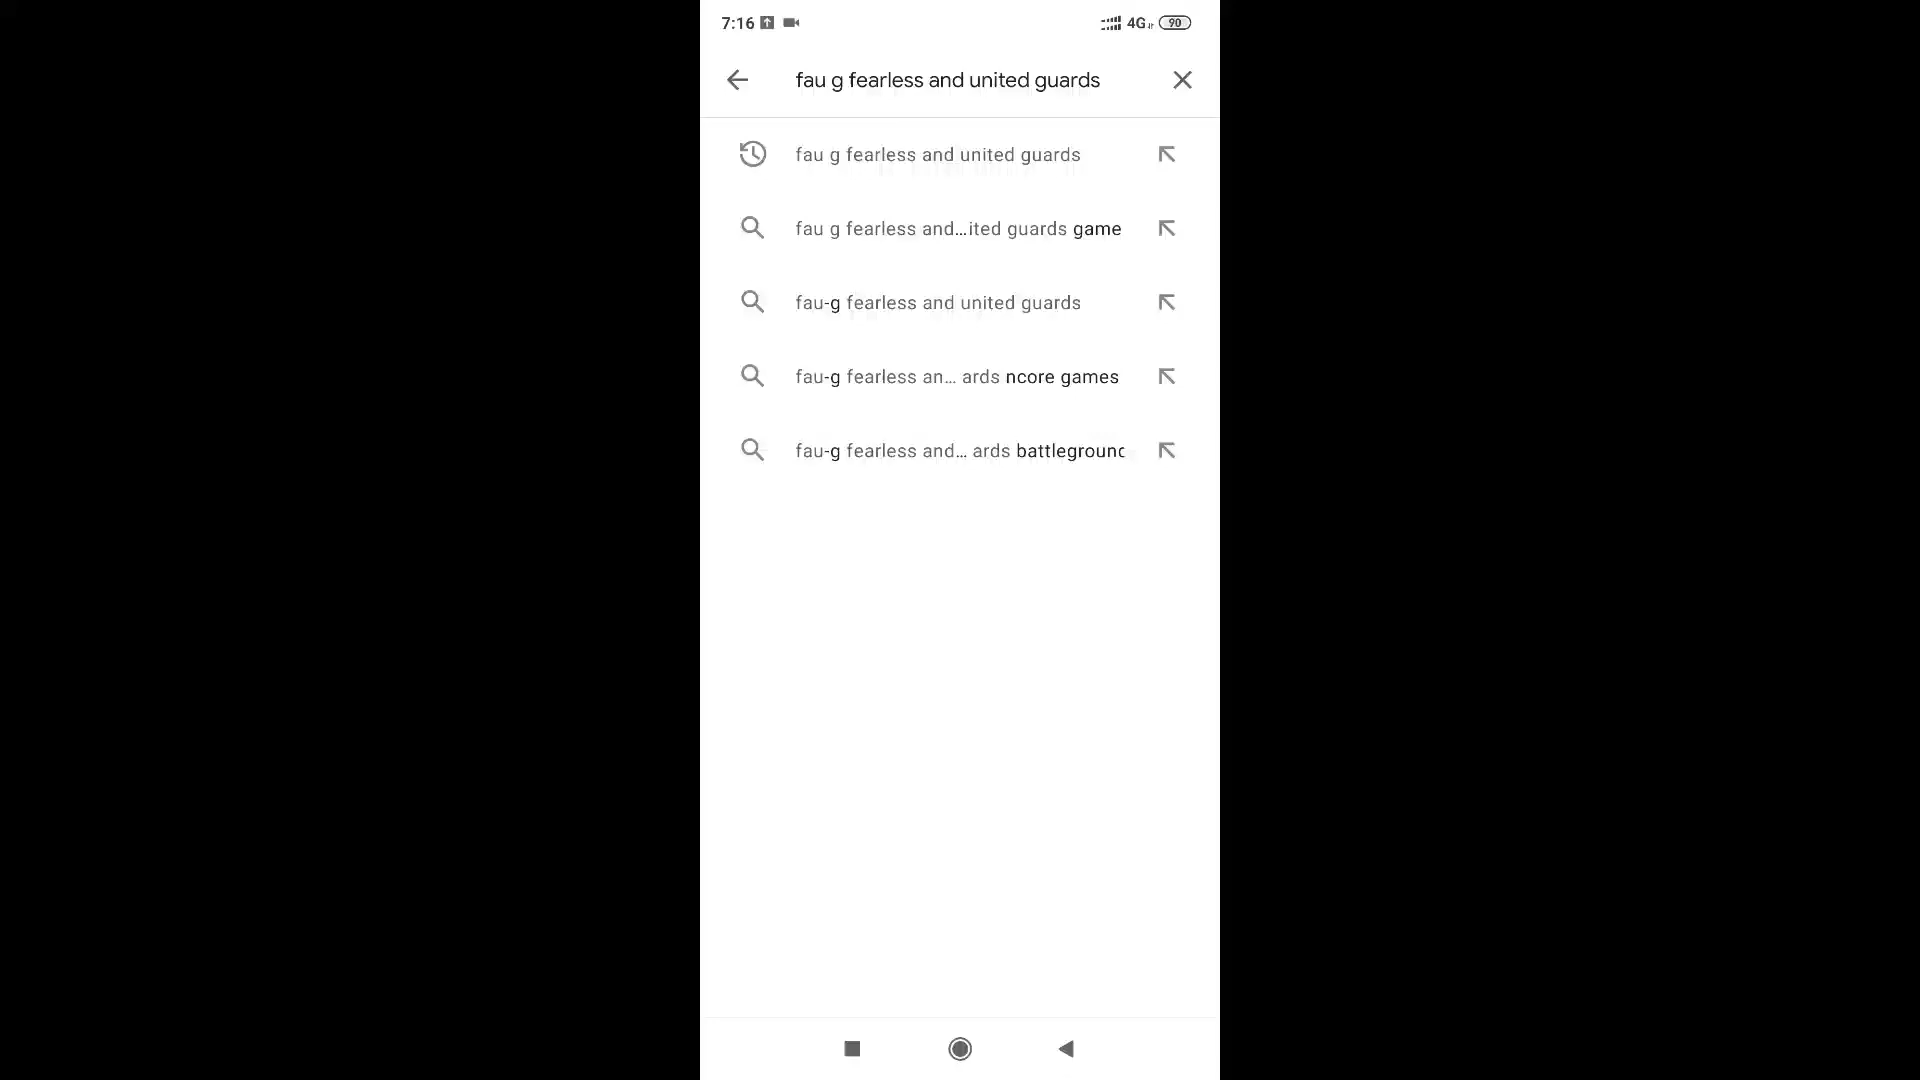 7:16 4G 90
fau g fearless and united guards
fau g fearless and united guards
fau g fearless and...ited guards game
fau-g fearless and united guards
fau-g fearless an... ards ncore games
fau-g fearless and... ards battleground